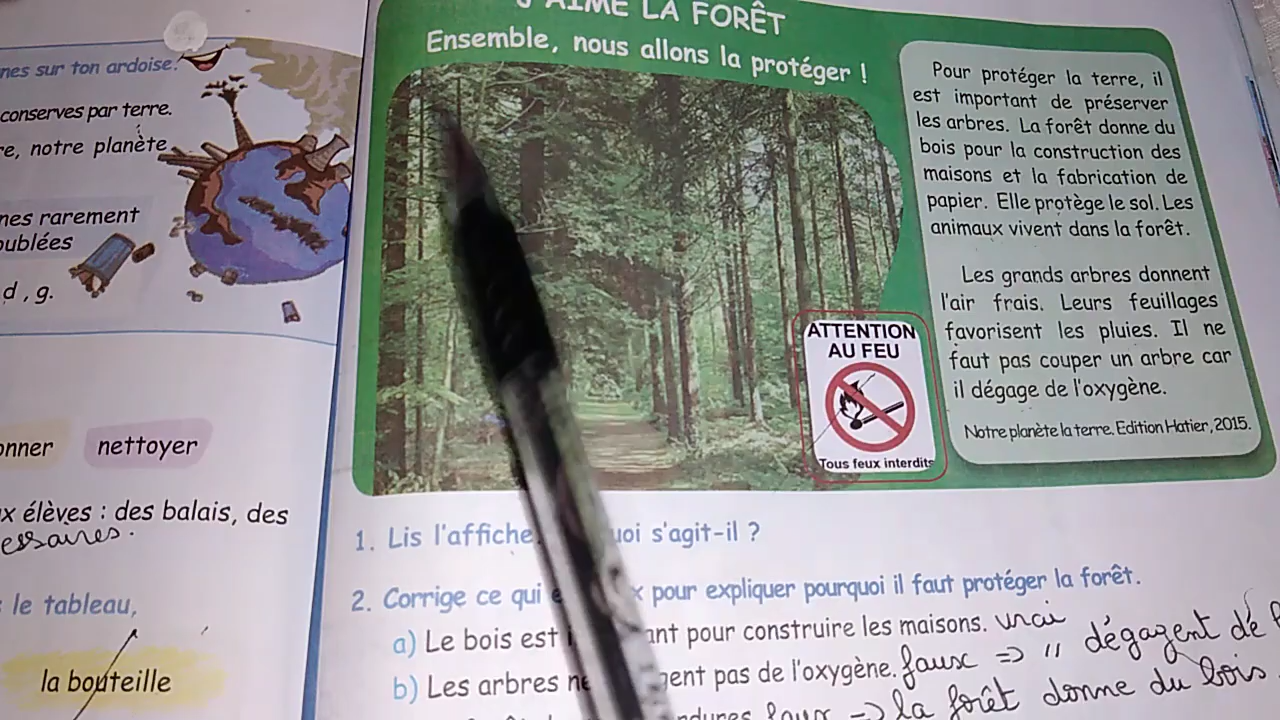 nes sur ton ardoise.
conserves par terre.
re, notre planète
nes rarement
oubliées
d , g.
onner nettoyer
x élèves : des balais, des
essaires.
le tableau,
la bouteille
J'AIME LA FORÊT
Ensemble, nous allons la protéger !
Pour protéger la terre, il
est important de préserver
les arbres. La forêt donne du
bois pour la construction des
maisons et la fabrication de
papier. Elle protège le sol. Les
animaux vivent dans la forêt.
Les grands arbres donnent
l'air frais. Leurs feuillages
favorisent les pluies. Il ne
faut pas couper un arbre car
il dégage de l'oxygène.
Notre planète la terre. Edition Hatier, 2015.
ATTENTION
AU FEU
Tous feux interdits
1. Lis l'affiche. uoi s'agit-il ?
2. Corrige ce qui e x pour expliquer pourquoi il faut protéger la forêt.
a) Le bois est i ant pour construire les maisons. vrai
b) Les arbres ne gent pas de l'oxygène. faux => " dégagent de l
faux => la forêt donne du bois